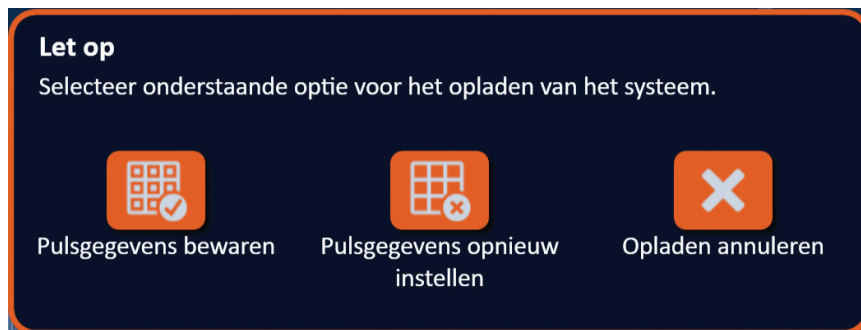 Let op
Selecteer onderstaande optie voor het opladen van het systeem.
Pulsgegevens bewaren
Pulsgegevens opnieuw
instellen
Opladen annuleren